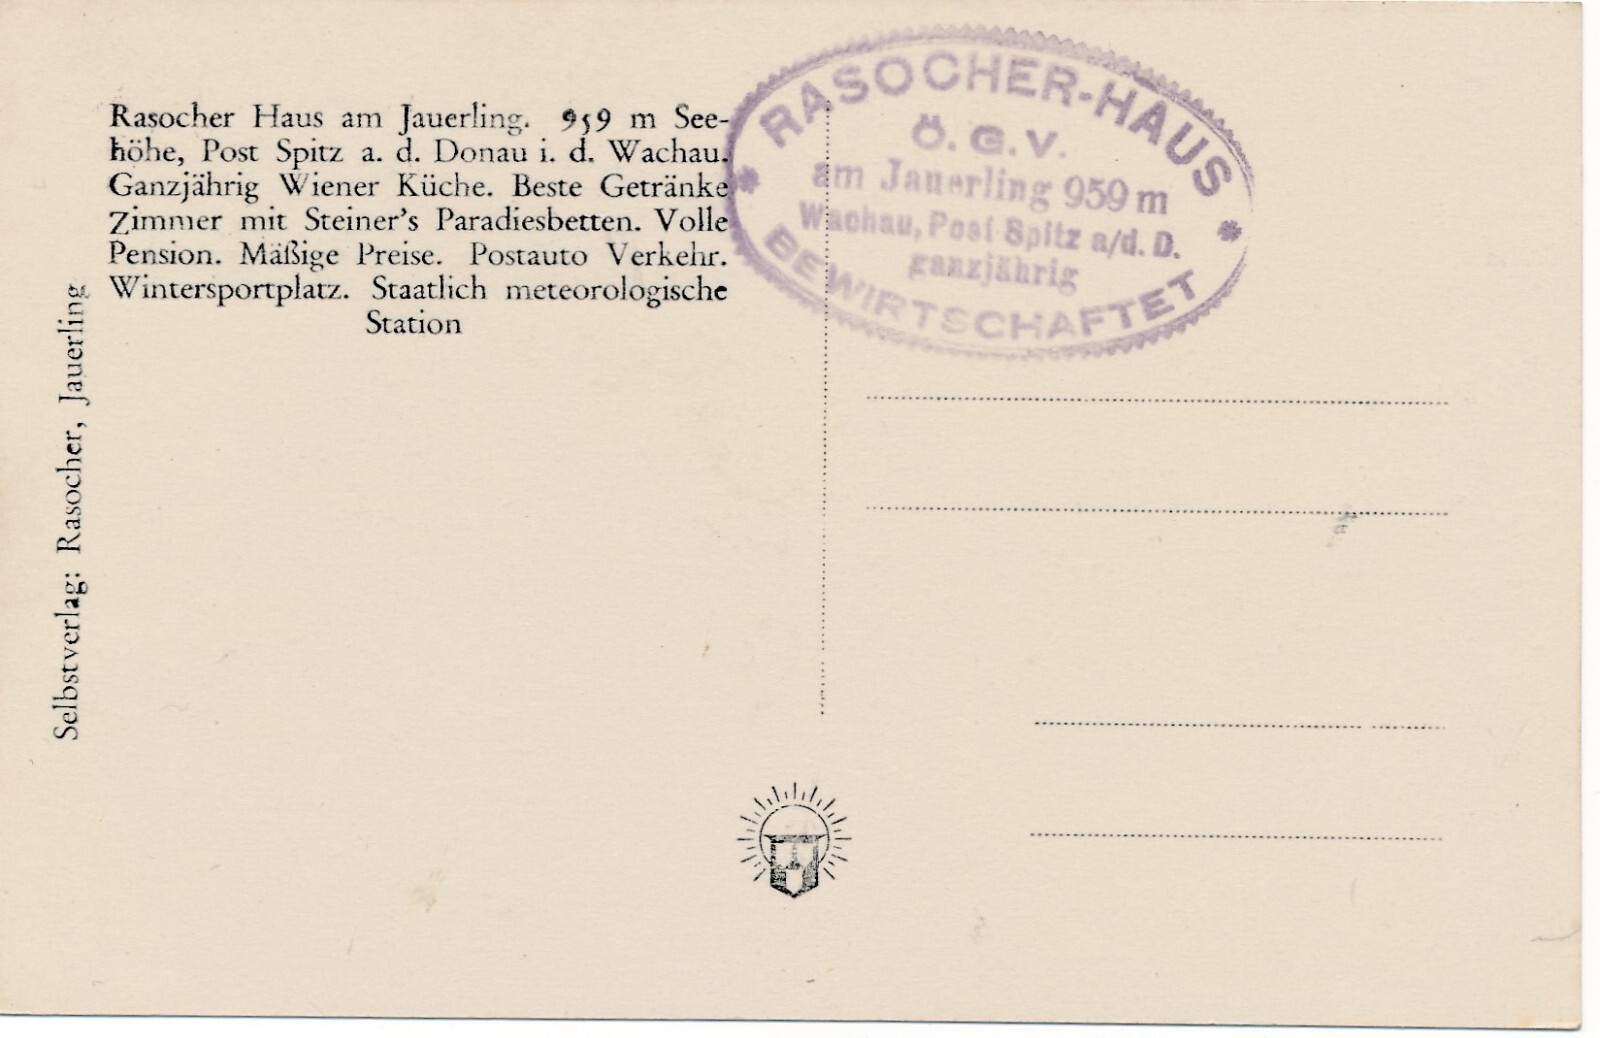 Rasocher Haus am Jauerling. 959 m See-
höhe, Post Spitz a. d. Donau i. d. Wachau.
Ganzjährig Wiener Küche. Beste Getränke
Zimmer mit Steiner's Paradiesbetten. Volle
Pension. Mäßige Preise. Postauto Verkehr.
Wintersportplatz. Staatlich meteorologische
Station
RASOCHER-HAUS
Ö. G. V.
am Jauerling 959 m
Wachau, Post Spitz a/d. D.
ganzjährig
BEWIRTSCHAFTET
Selbstverlag: Rasocher, Jauerling